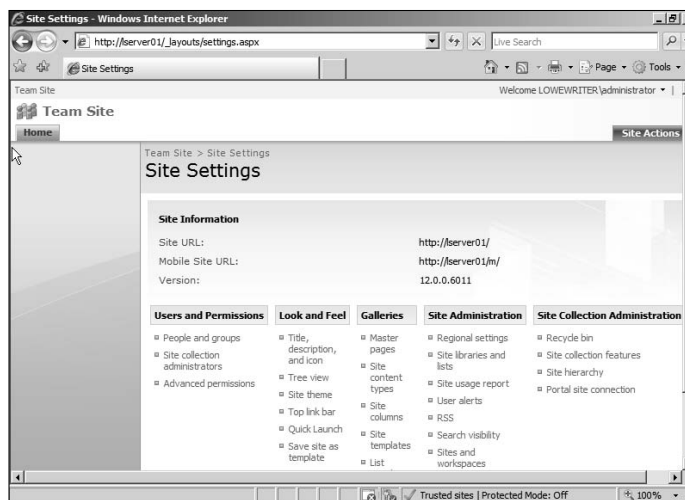 Site Settings - Windows Internet Explorer
http://lserver01/_layouts/settings.aspx
Live Search
Site Settings
Page
Tools
Team Site
Welcome LOWEWRITER\administrator
Team Site
Home
Site Actions
Team Site > Site Settings
Site Settings
Site Information
Site URL:
http://lserver01/
Mobile Site URL:
http://lserver01/m/
Version:
12.0.0.6011
Users and Permissions
People and groups
Site collection
administrators
Advanced permissions
Look and Feel
Title,
description,
and icon
Tree view
Site theme
Top link bar
Quick Launch
Save site as
template
Galleries
Master
pages
Site
content
types
Site
columns
Site
templates
List
Site Administration
Regional settings
Site libraries and
lists
Site usage report
User alerts
RSS
Search visibility
Sites and
workspaces
Site Collection Administration
Recycle bin
Site collection features
Site hierarchy
Portal site connection
Trusted sites | Protected Mode: Off
100%